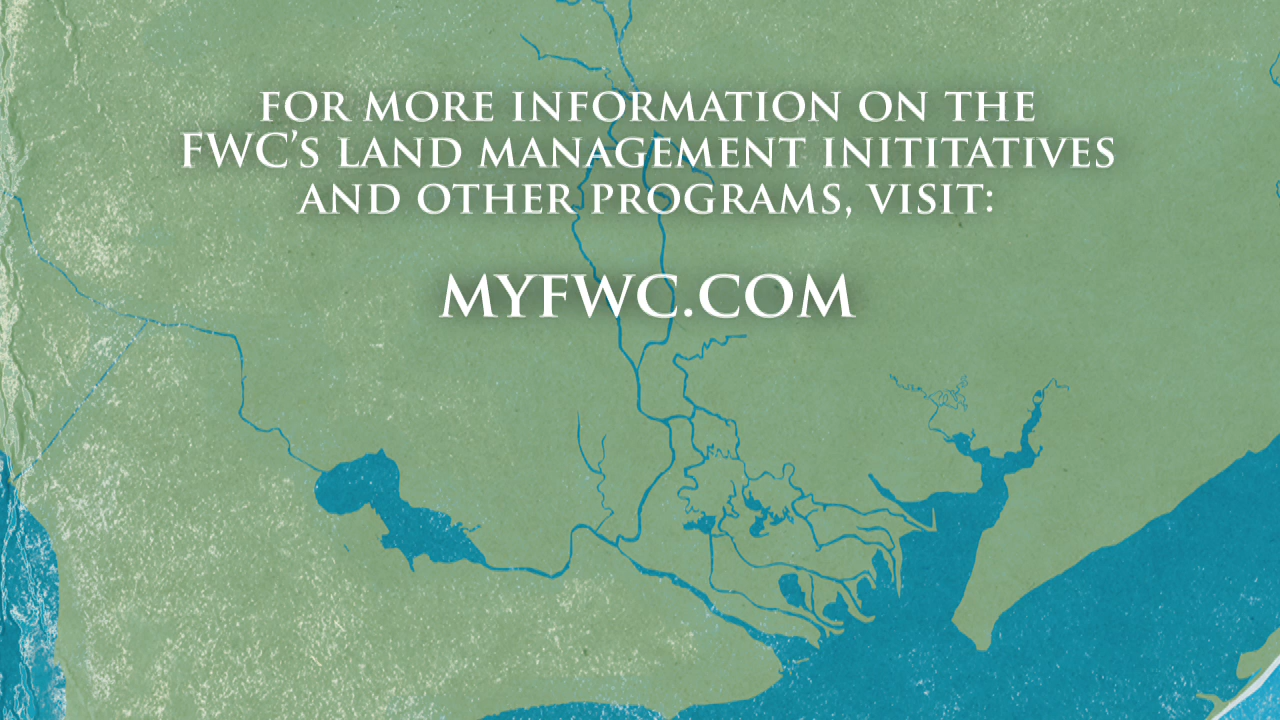 FOR MORE INFORMATION ON THE
FWC'S LAND MANAGEMENT INITITATIVES
AND OTHER PROGRAMS, VISIT:
MYFWC.COM